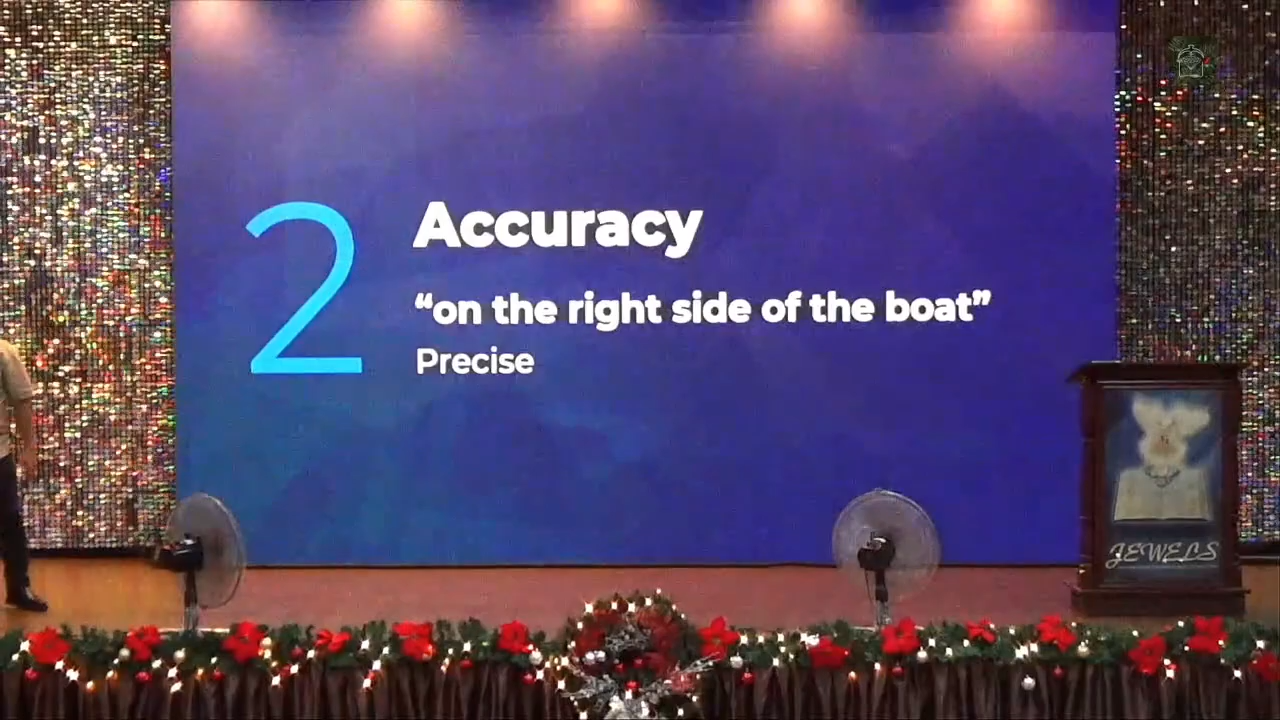 2
Accuracy
“on the right side of the boat”
Precise
JEWELS